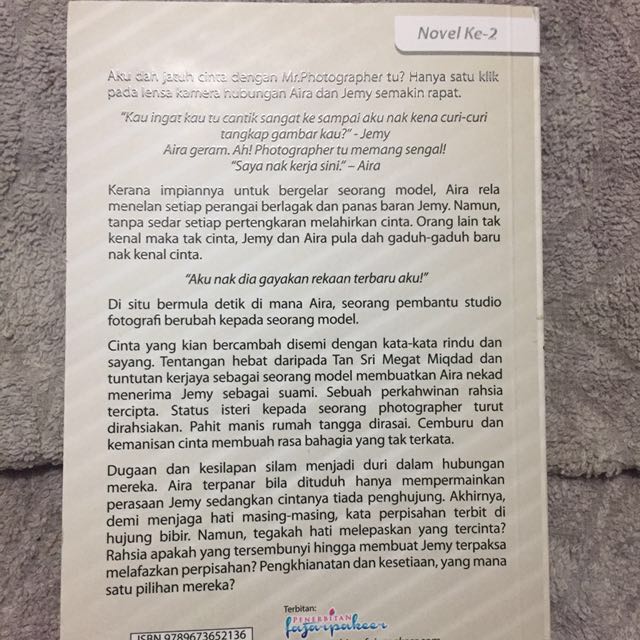 Novel Ke-2
Aku dah jatuh cinta dengan Mr.Photographer tu? Hanya satu klik
pada lensa kamera hubungan Aira dan Jemy semakin rapat.
"Kau ingat kau tu cantik sangat ke sampai aku nak kena curi-curi
tangkap gambar kau?" - Jemy
Aira geram. Ah! Photographer tu memang sengal!
"Saya nak kerja sini." – Aira
Kerana impiannya untuk bergelar seorang model, Aira rela
menelan setiap perangai berlagak dan panas baran Jemy. Namun,
tanpa sedar setiap pertengkaran melahirkan cinta. Orang lain tak
kenal maka tak cinta, Jemy dan Aira pula dah gaduh-gaduh baru
nak kenal cinta.
"Aku nak dia gayakan rekaan terbaru aku!"
Di situ bermula detik di mana Aira, seorang pembantu studio
fotografi berubah kepada seorang model.
Cinta yang kian bercambah disemi dengan kata-kata rindu dan
sayang. Tentangan hebat daripada Tan Sri Megat Miqdad dan
tuntutan kerjaya sebagai seorang model membuatkan Aira nekad
menerima Jemy sebagai suami. Sebuah perkahwinan rahsia
tercipta. Status isteri kepada seorang photographer turut
dirahsiakan. Pahit manis rumah tangga dirasai. Cemburu dan
kemanisan cinta membuah rasa bahagia yang tak terkata.
Dugaan dan kesilapan silam menjadi duri dalam hubungan
mereka. Aira terpanar bila dituduh hanya mempermainkan
perasaan Jemy sedangkan cintanya tiada penghujung. Akhirnya,
demi menjaga hati masing-masing, kata perpisahan terbit di
hujung bibir. Namun, tegakah hati melepaskan yang tercinta?
Rahsia apakah yang tersembunyi hingga membuat Jemy terpaksa
melafazkan perpisahan? Pengkhianatan dan kesetiaan, yang mana
satu pilihan mereka?
Terbitan:
PENERBITAN
fajarpakeer
ISBN 9789673652136